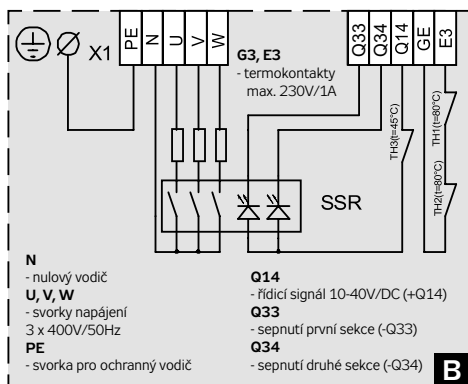 X1
PE
N
U
V
W
G3, E3
- termokontakty
max. 230V/1A
Q33
Q34
Q14
GE
E3
TH3(t=45°C)
TH1(t=80°C)
TH2(t=80°C)
SSR
N
- nulový vodič
U, V, W
- svorky napájení
3 x 400V/50Hz
PE
- svorka pro ochranný vodič
Q14
- řídicí signál 10-40V/DC (+Q14)
Q33
- sepnutí první sekce (-Q33)
Q34
- sepnutí druhé sekce (-Q34)
B